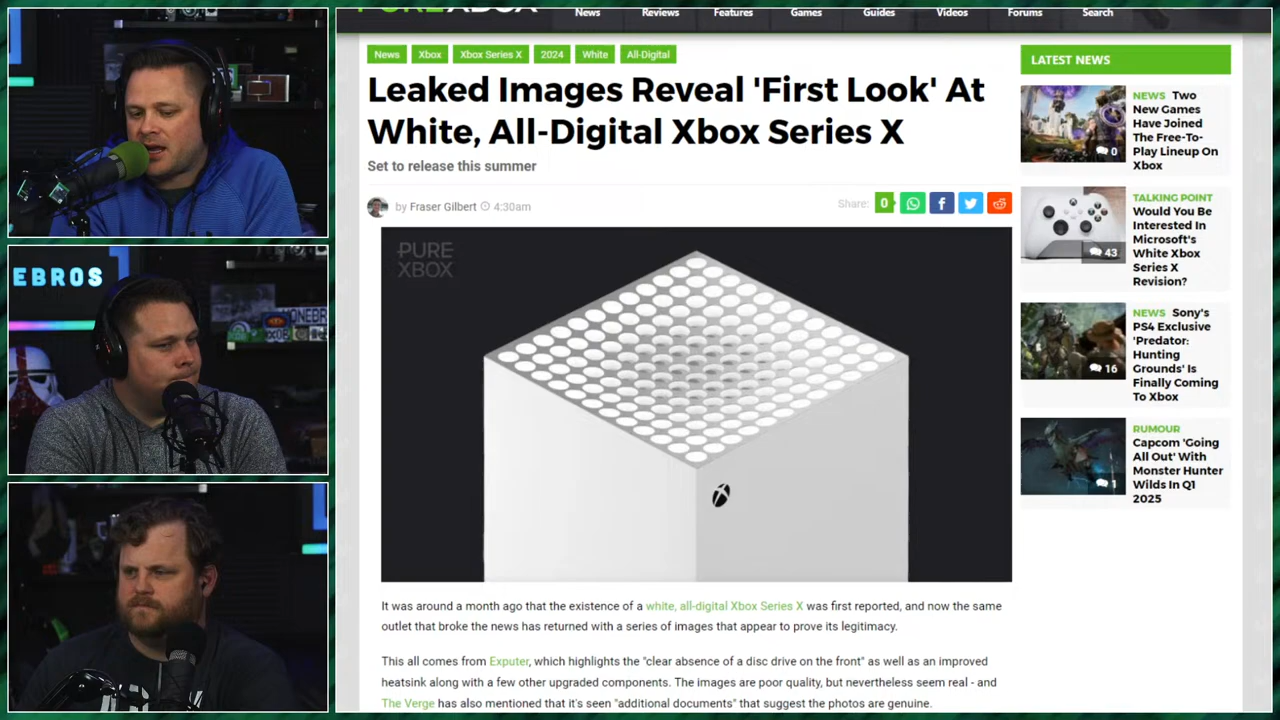 PURE XBOX
News Reviews Features Games Guides Videos Forums Search
News Xbox Xbox Series X 2024 White All-Digital
Leaked Images Reveal 'First Look' At
White, All-Digital Xbox Series X
Set to release this summer
by Fraser Gilbert 4:30am
Share: 0
PURE
XBOX
It was around a month ago that the existence of a white, all-digital Xbox Series X was first reported, and now the same
outlet that broke the news has returned with a series of images that appear to prove its legitimacy.
This all comes from Exputer, which highlights the "clear absence of a disc drive on the front" as well as an improved
heatsink along with a few other upgraded components. The images are poor quality, but nevertheless seem real - and
The Verge has also mentioned that it's seen "additional documents" that suggest the photos are genuine.
LATEST NEWS
NEWS Two
New Games
Have Joined
The Free-To-
Play Lineup On
Xbox
0
TALKING POINT
Would You Be
Interested In
Microsoft's
White Xbox
Series X
Revision?
43
NEWS Sony's
PS4 Exclusive
'Predator:
Hunting
Grounds' Is
Finally Coming
To Xbox
16
RUMOUR
Capcom 'Going
All Out' With
Monster Hunter
Wilds In Q1
2025
1
EBROS